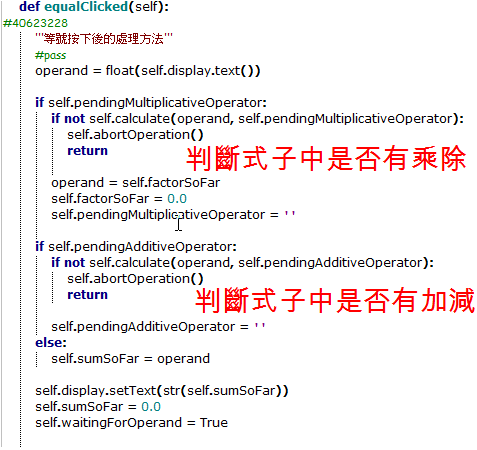 def equalClicked(self):
#40623228
'''等號按下後的處理方法'''
#pass
operand = float(self.display.text())
if self.pendingMultiplicativeOperator:
if not self.calculate(operand, self.pendingMultiplicativeOperator):
self.abortOperation()
return
判斷式子中是否有乘除
operand = self.factorSoFar
self.factorSoFar = 0.0
self.pendingMultiplicativeOperator = ''
if self.pendingAdditiveOperator:
if not self.calculate(operand, self.pendingAdditiveOperator):
self.abortOperation()
return
判斷式子中是否有加減
self.pendingAdditiveOperator = ''
else:
self.sumSoFar = operand
self.display.setText(str(self.sumSoFar))
self.sumSoFar = 0.0
self.waitingForOperand = True